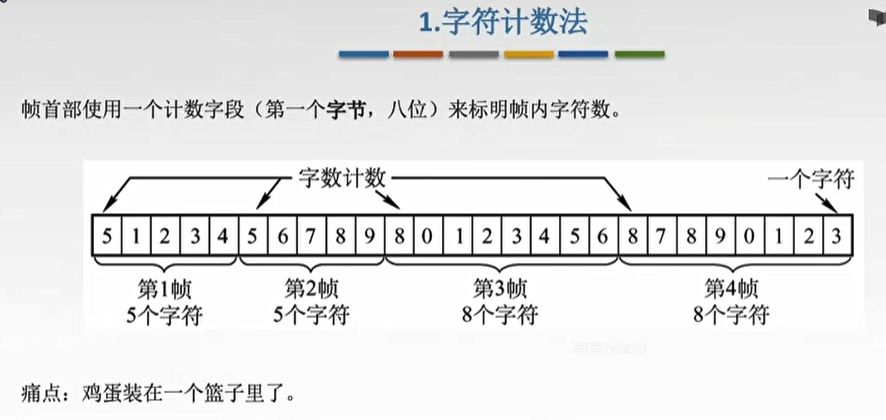 1.字符计数法
帧首部使用一个计数字段（第一个字节，八位）来标明帧内字符数。
字数计数
一个字符
5 1 2 3 4 5 6 7 8 9 8 0 1 2 3 4 5 6 8 7 8 9 0 1 2 3
第1帧 第2帧 第3帧 第4帧
5个字符 5个字符 8个字符 8个字符
痛点：鸡蛋装在一个篮子里了。